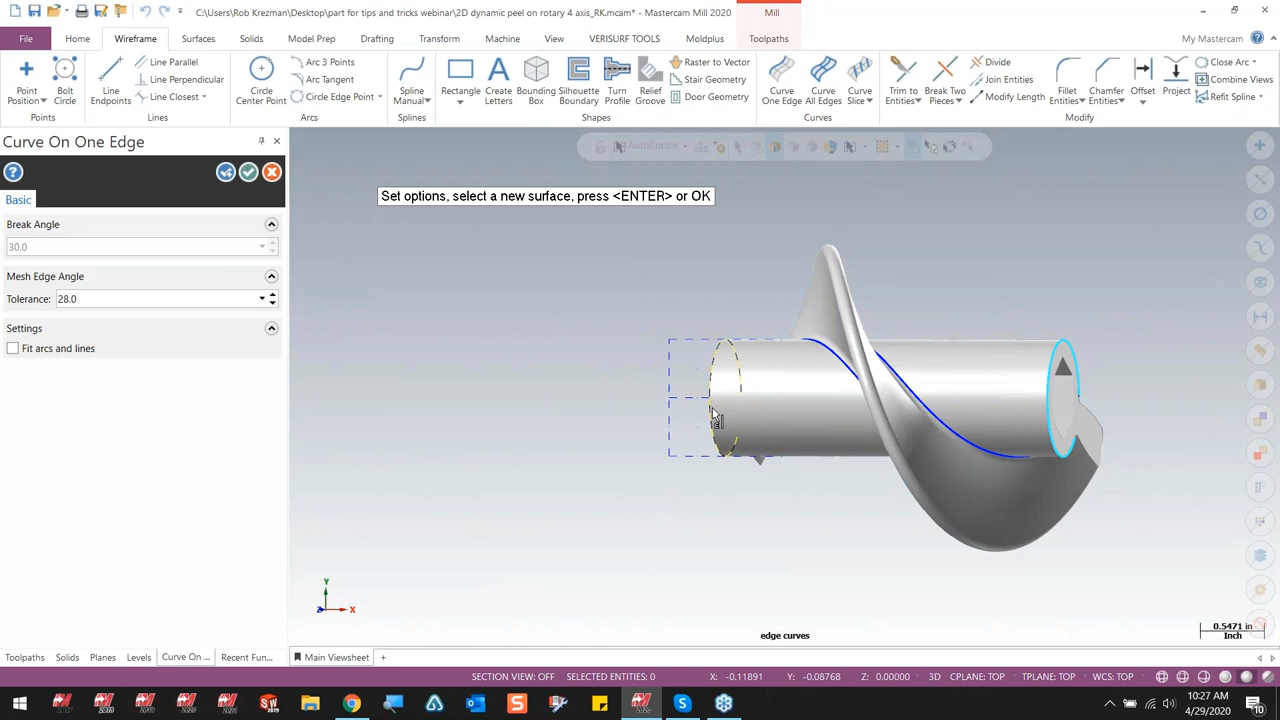 C:\Users\Rob Krezman\Desktop\part for tips and tricks webinar\2D dynamic peel on rotary 4 axis_RK.mcam* - Mastercam Mill 2020
Mill
File Home Wireframe Surfaces Solids Model Prep Drafting Transform Machine View VERISURF TOOLS Moldplus Toolpaths My Mastercam
Point Position
Bolt Circle
Points
Line Endpoints
Line Parallel
Line Perpendicular
Line Closest
Lines
Circle Center Point
Arc 3 Points
Arc Tangent
Circle Edge Point
Arcs
Spline Manual
Splines
Rectangle
Create Letters
Bounding Box
Silhouette Boundary
Turn Profile
Relief Groove
Raster to Vector
Stair Geometry
Door Geometry
Shapes
Curve One Edge
Curve All Edges
Curve Slice
Curves
Trim to Entities
Break Two Pieces
Divide
Join Entities
Modify Length
Fillet Entities
Chamfer Entities
Offset
Project
Close Arc
Combine Views
Refit Spline
Modify
Curve On One Edge
Basic
Break Angle
30.0
Mesh Edge Angle
Tolerance: 28.0
Settings
Fit arcs and lines
AutoCursor
Set options, select a new surface, press <ENTER> or OK
Y
Z X
edge curves
0.5471 in
Inch
Toolpaths Solids Planes Levels Curve On ... Recent Fun... Main Viewsheet +
SECTION VIEW: OFF SELECTED ENTITIES: 0 X: -0.11891 Y: -0.08768 Z: 0.00000 3D CPLANE: TOP TPLANE: TOP WCS: TOP
10:27 AM
4/29/2020